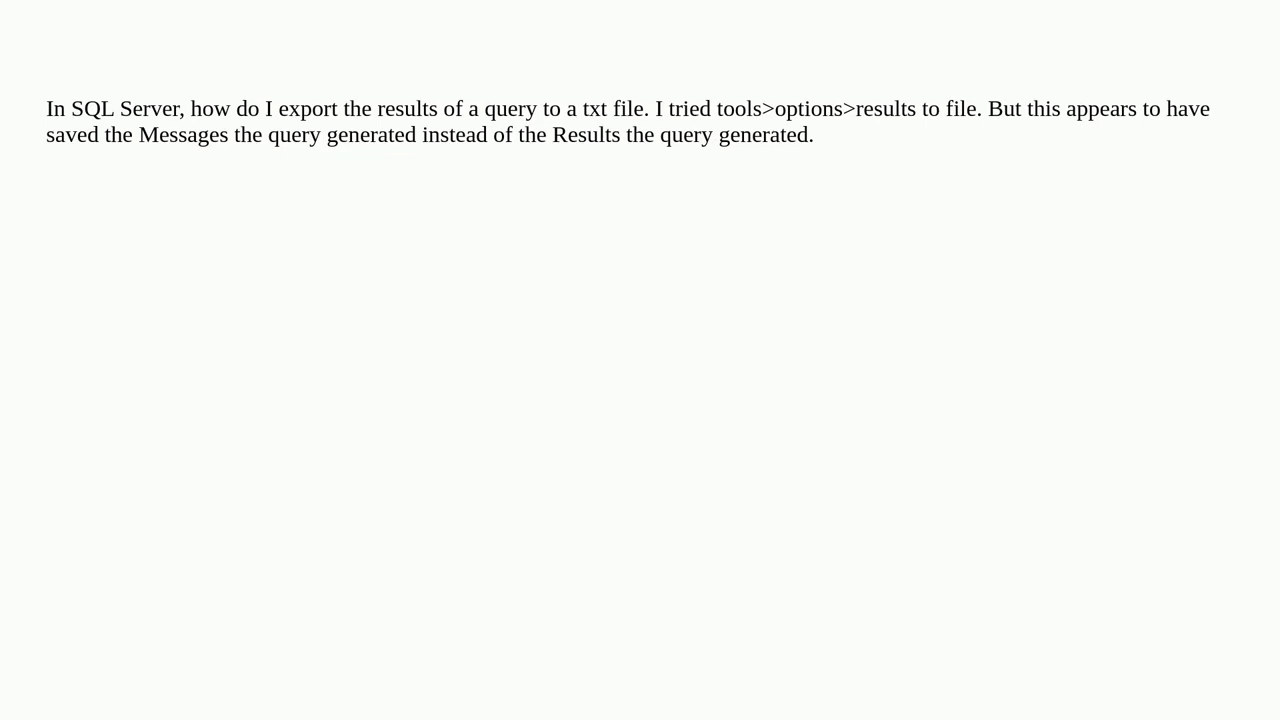 In SQL Server, how do I export the results of a query to a txt file. I tried tools>options>results to file. But this appears to have
saved the Messages the query generated instead of the Results the query generated.